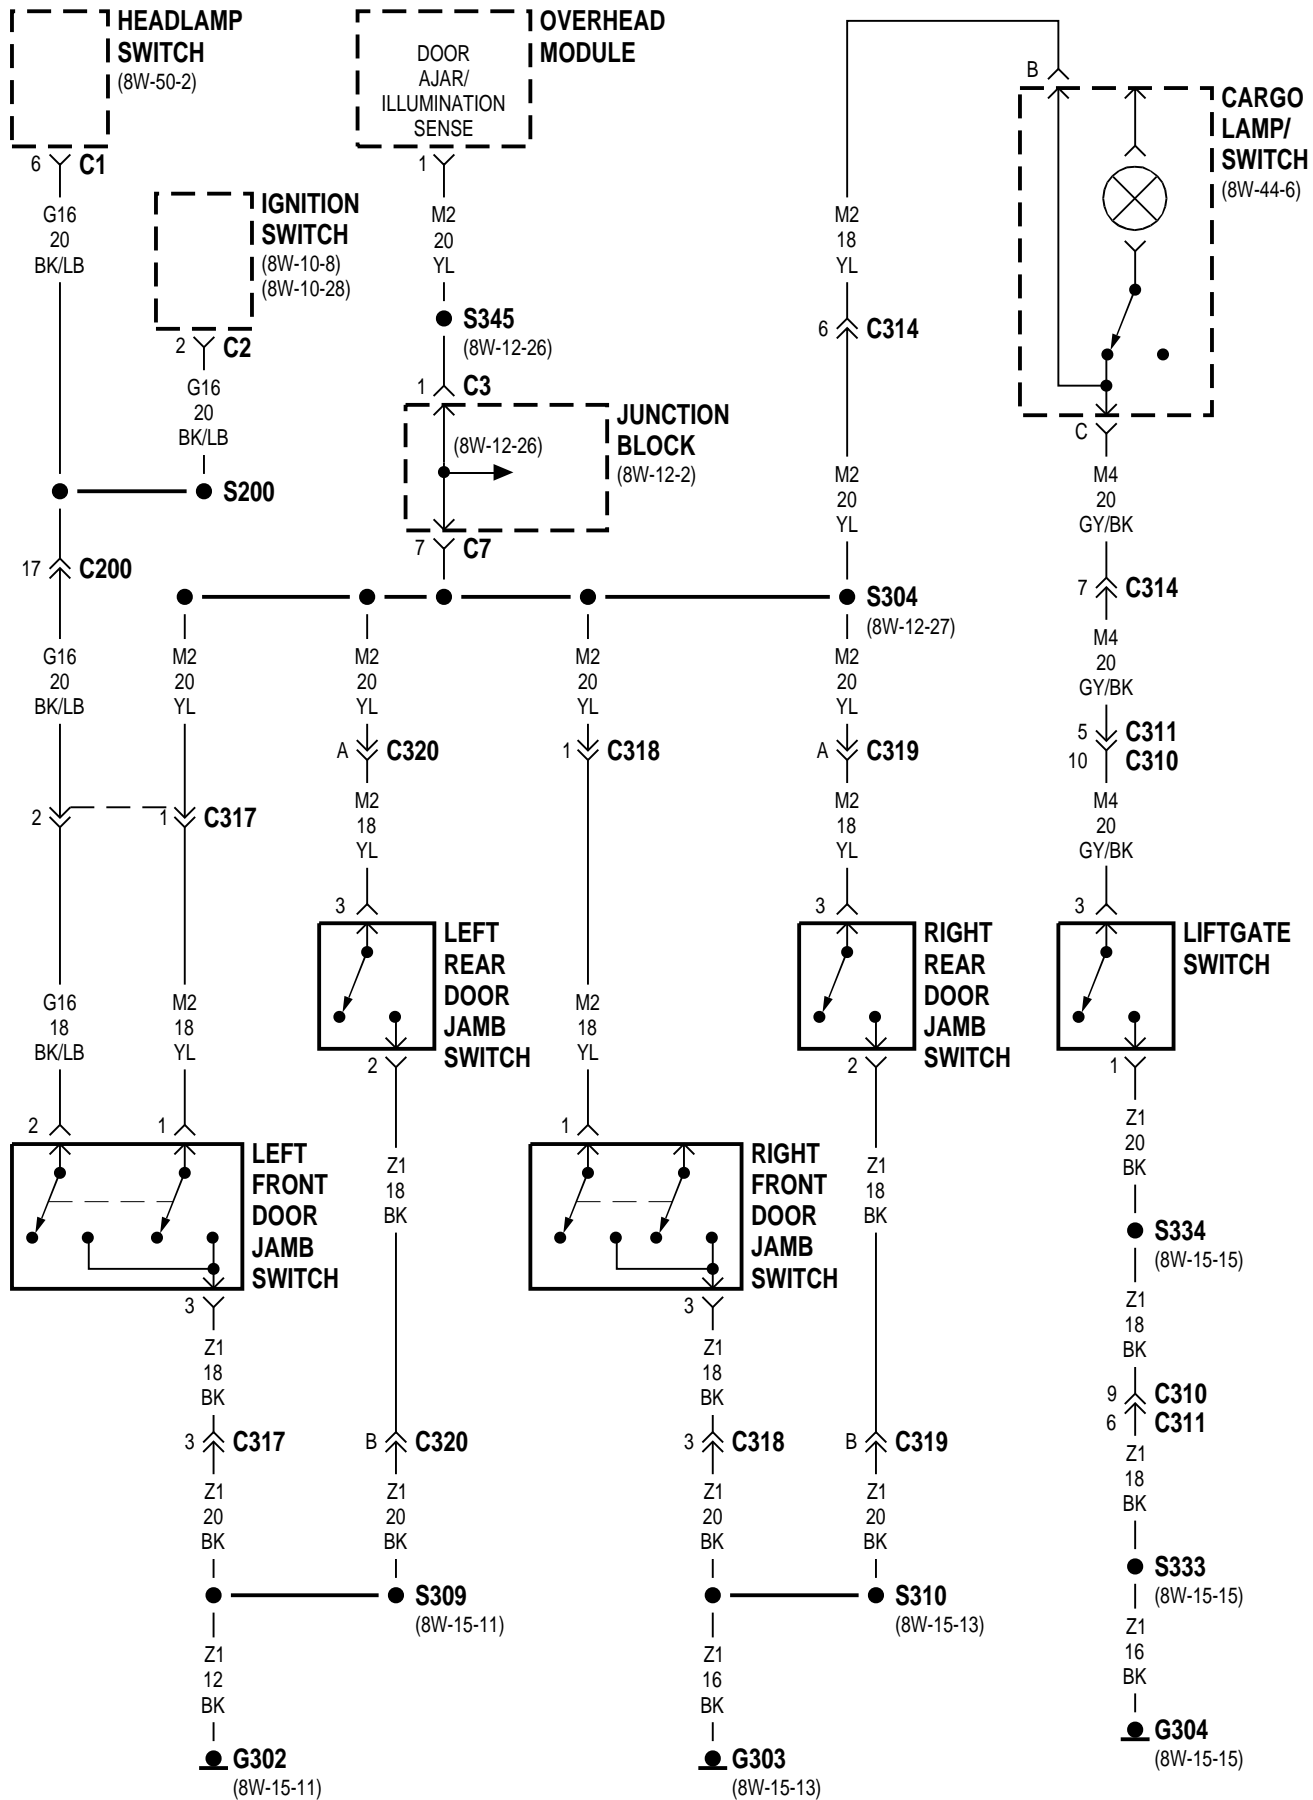 HEADLAMP
SWITCH
(8W-50-2)
6
C1
G16
20
BK/LB
IGNITION
SWITCH
(8W-10-8)
(8W-10-28)
2
C2
G16
20
BK/LB
S200
17
C200
G16
20
BK/LB
OVERHEAD
MODULE
DOOR
AJAR/
ILLUMINATION
SENSE
1
M2
20
YL
S345
(8W-12-26)
1
C3
(8W-12-26)
JUNCTION
BLOCK
(8W-12-2)
7
C7
M2
18
YL
6
C314
M2
20
YL
S304
(8W-12-27)
B
CARGO
LAMP/
SWITCH
(8W-44-6)
C
M4
20
GY/BK
7
C314
M4
20
GY/BK
5
C311
10
C310
M4
20
GY/BK
M2
20
YL
M2
20
YL
A
C320
M2
18
YL
M2
20
YL
1
C318
M2
20
YL
A
C319
M2
18
YL
2
1
C317
G16
18
BK/LB
M2
18
YL
3
LEFT
REAR
DOOR
JAMB
SWITCH
2
M2
18
YL
3
RIGHT
REAR
DOOR
JAMB
SWITCH
2
3
LIFTGATE
SWITCH
1
2
1
LEFT
FRONT
DOOR
JAMB
SWITCH
3
Z1
18
BK
1
RIGHT
FRONT
DOOR
JAMB
SWITCH
3
Z1
18
BK
Z1
20
BK
S334
(8W-15-15)
Z1
18
BK
9
C310
6
C311
Z1
18
BK
S333
(8W-15-15)
Z1
16
BK
G304
(8W-15-15)
Z1
18
BK
3
C317
Z1
20
BK
B
C320
Z1
20
BK
S309
(8W-15-11)
Z1
12
BK
G302
(8W-15-11)
Z1
18
BK
3
C318
Z1
20
BK
B
C319
Z1
20
BK
S310
(8W-15-13)
Z1
16
BK
G303
(8W-15-13)